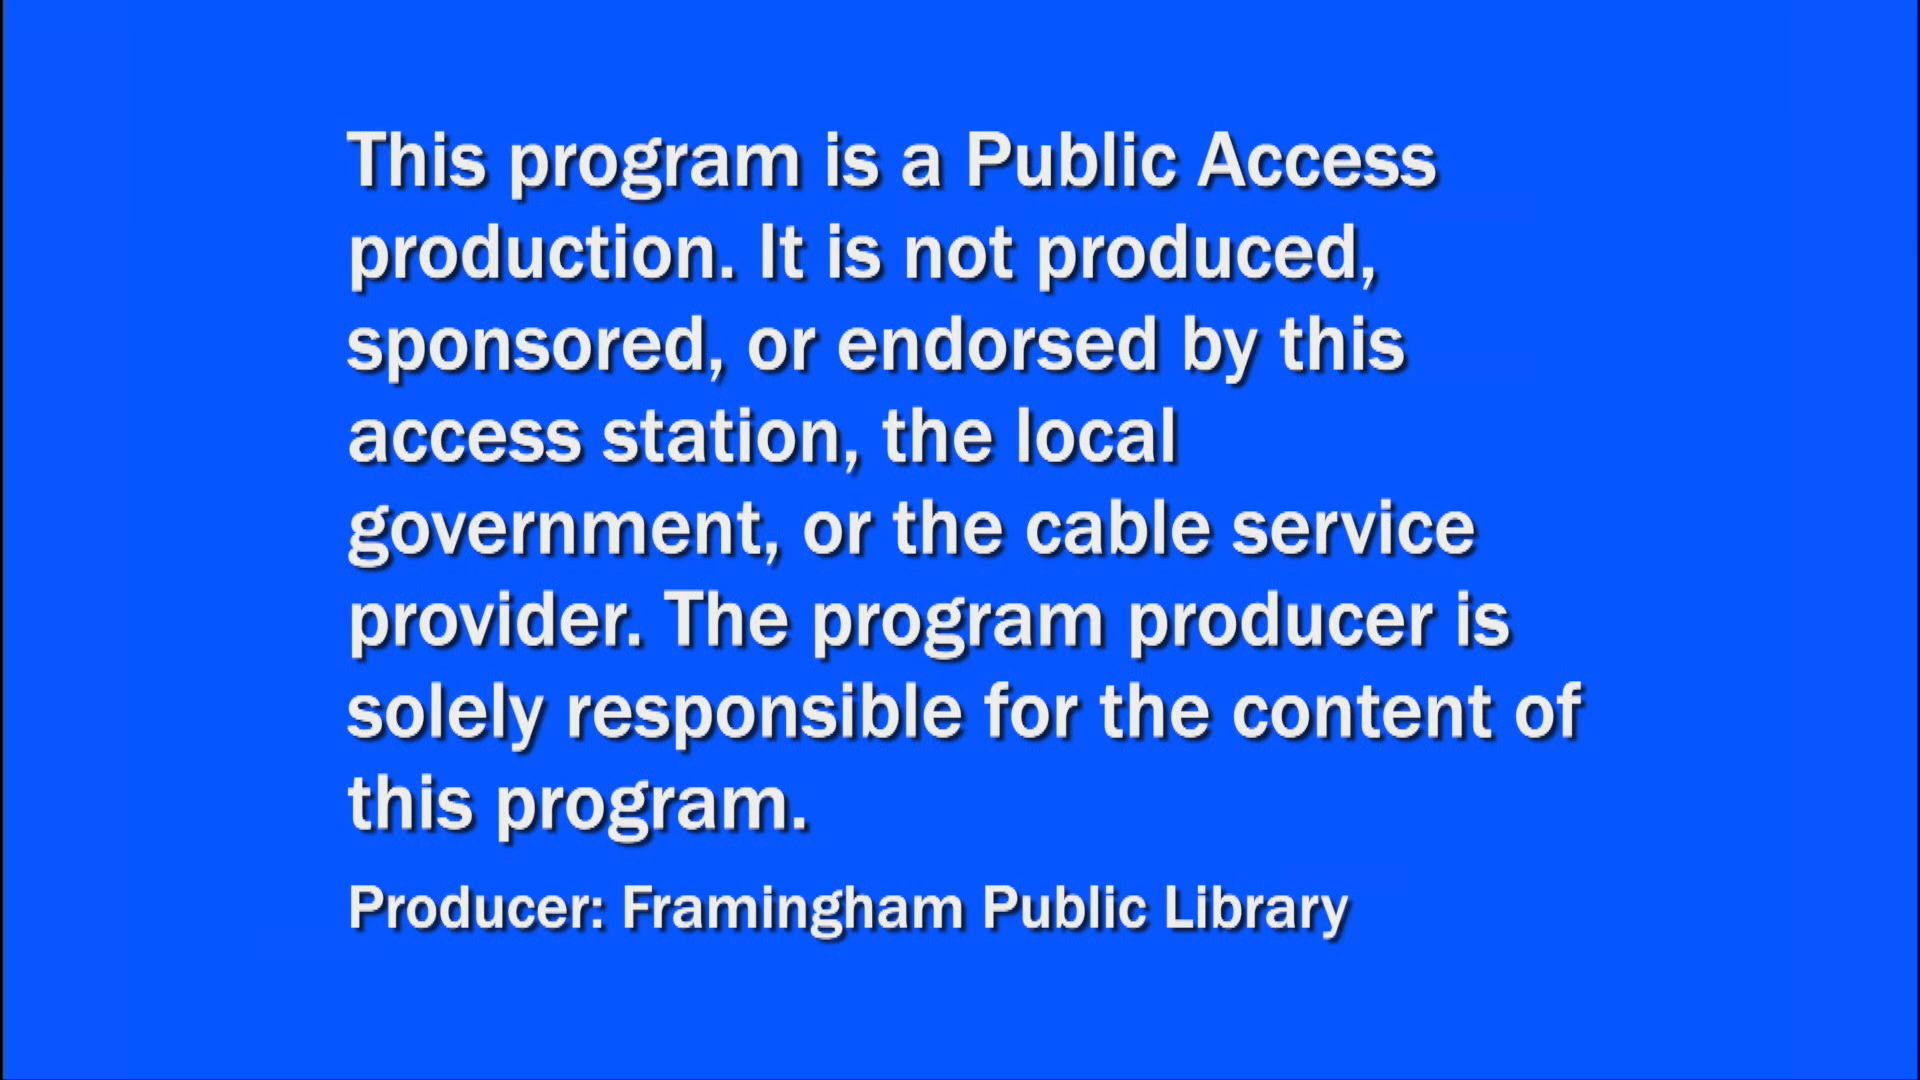 This program is a Public Access
production. It is not produced,
sponsored, or endorsed by this
access station, the local
government, or the cable service
provider. The program producer is
solely responsible for the content of
this program.
Producer: Framingham Public Library